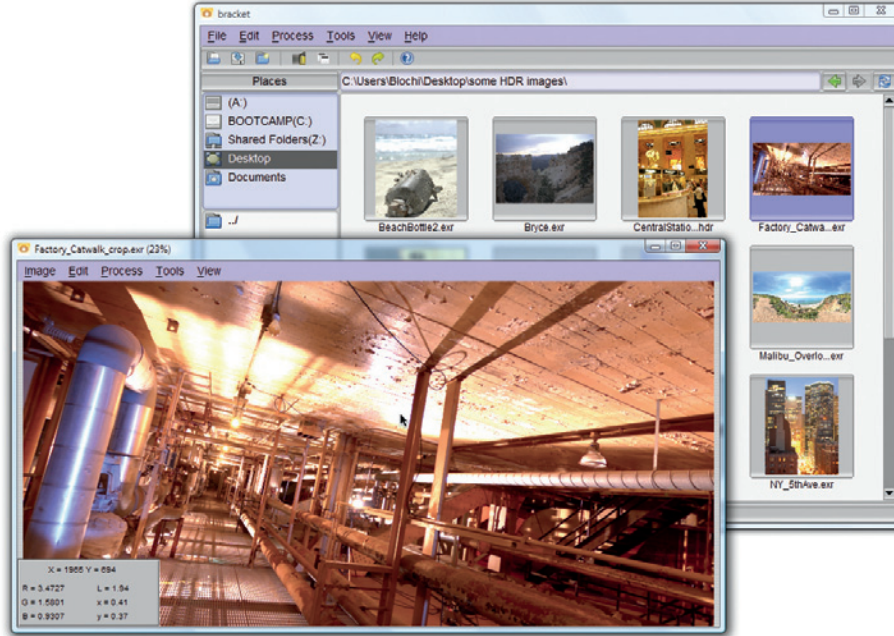 bracket
File Edit Process Tools View Help
Places
C:\Users\Blochi\Desktop\some HDR images\
(A:)
BOOTCAMP(C:)
Shared Folders(Z:)
Desktop
Documents
../
BeachBottle2.exr
Bryce.exr
CentralStatio...hdr
Factory_Catwa...exr
Malibu_Overlo...exr
NY_5thAve.exr
Factory_Catwalk_crop.exr (23%)
Image Edit Process Tools View
X = 1966 Y = 694
R = 3.4727 L = 1.94
G = 1.5801 x = 0.41
B = 0.9307 y = 0.37